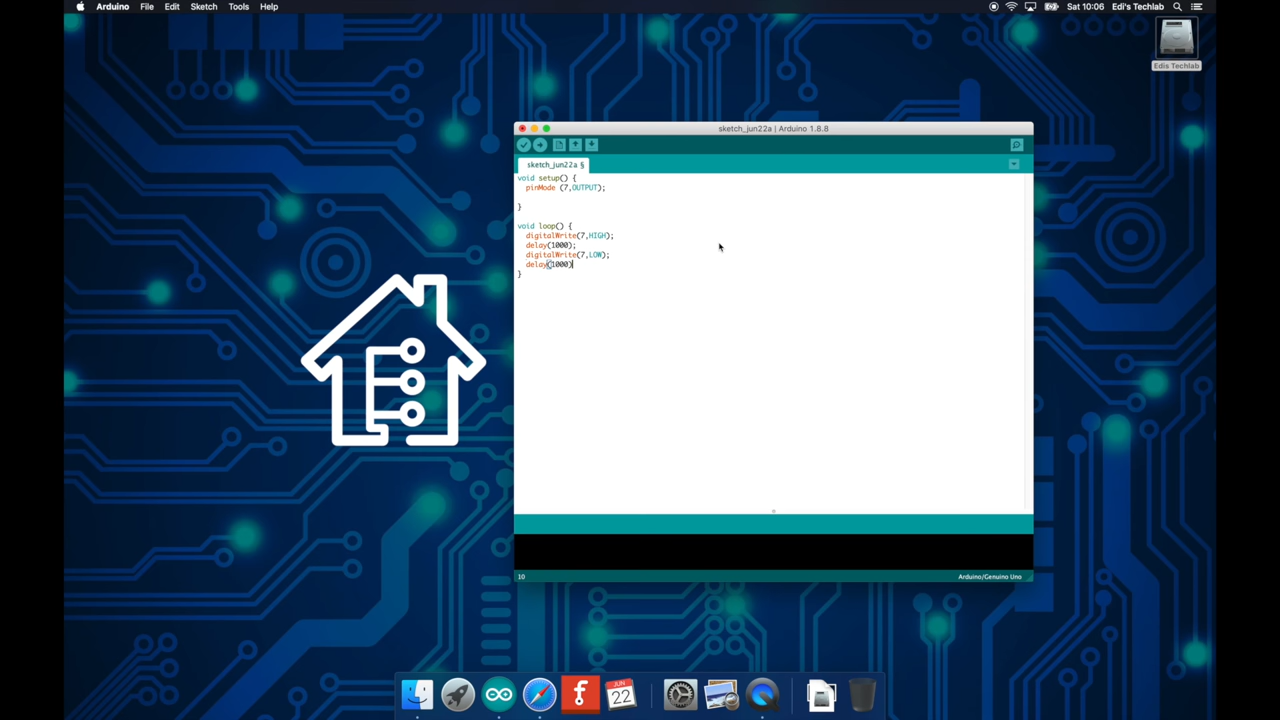 Arduino File Edit Sketch Tools Help Sat 10:06 Edi's Techlab
Edis Techlab
sketch_jun22a | Arduino 1.8.8
sketch_jun22a §
void setup() {
pinMode (7,OUTPUT);
}
void loop() {
digitalWrite(7,HIGH);
delay(1000);
digitalWrite(7,LOW);
delay(1000)
}
10 Arduino/Genuino Uno
JUN
22